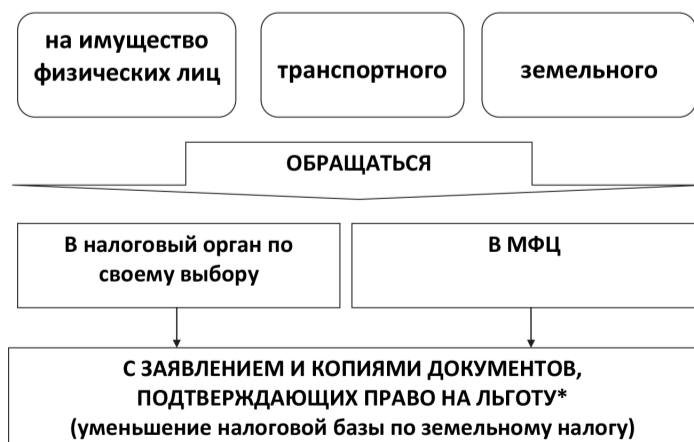 на имущество
физических лиц
транспортного
земельного
ОБРАЩАТЬСЯ
В налоговый орган по
своему выбору
В МФЦ
С ЗАЯВЛЕНИЕМ И КОПИЯМИ ДОКУМЕНТОВ,
ПОДТВЕРЖДАЮЩИХ ПРАВО НА ЛЬГОТУ*
(уменьшение налоговой базы по земельному налогу)